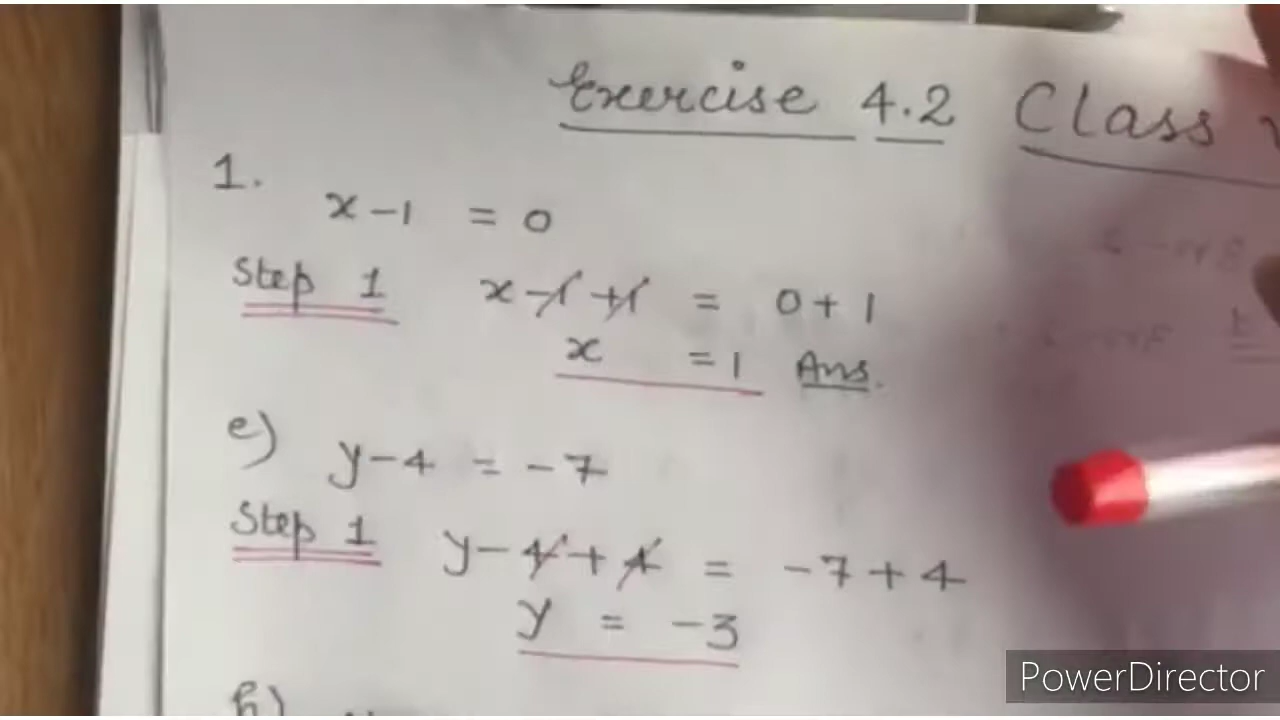 Exercise 4.2 Class
1.
x-1 = 0
Step 1 x-1+1 = 0+1
x = 1 Ans.
e)
y-4 = -7
Step 1 y-4+4 = -7+4
y = -3
h)
PowerDirector